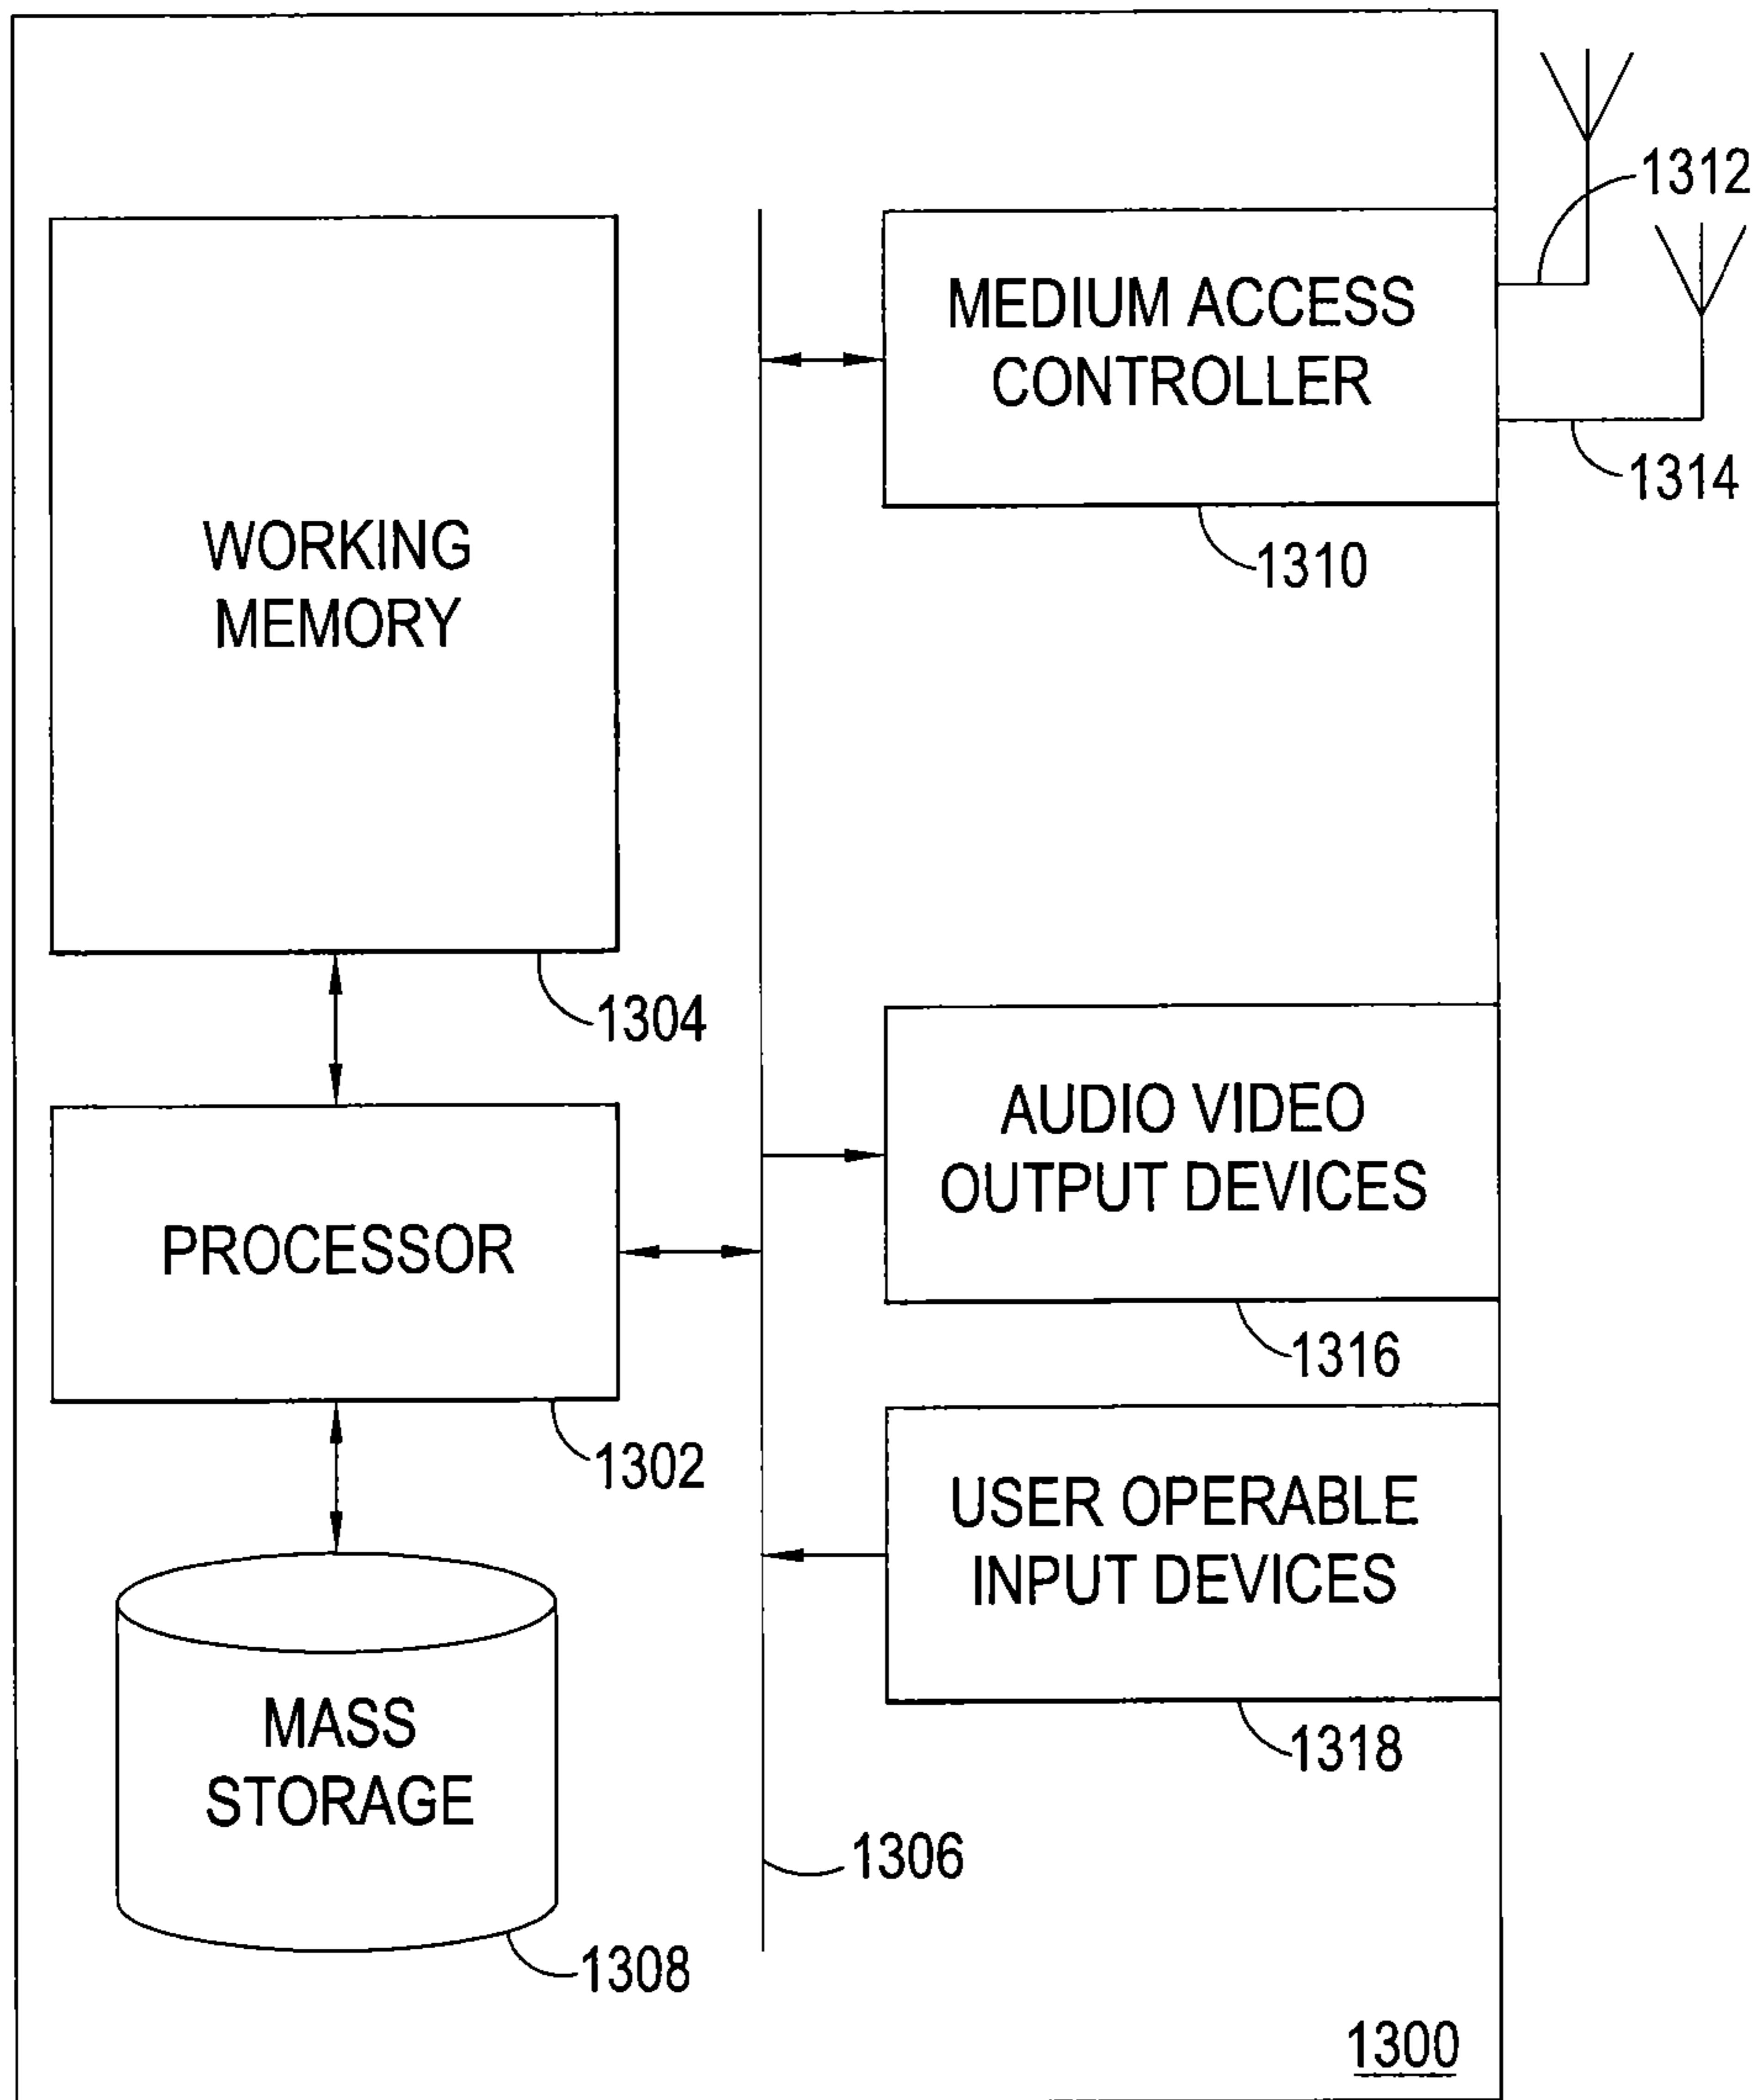 1312
MEDIUM ACCESS
CONTROLLER
1314
1310
WORKING
MEMORY
1304
AUDIO VIDEO
OUTPUT DEVICES
1316
PROCESSOR
1302
USER OPERABLE
INPUT DEVICES
1318
MASS
STORAGE
1306
1308
1300